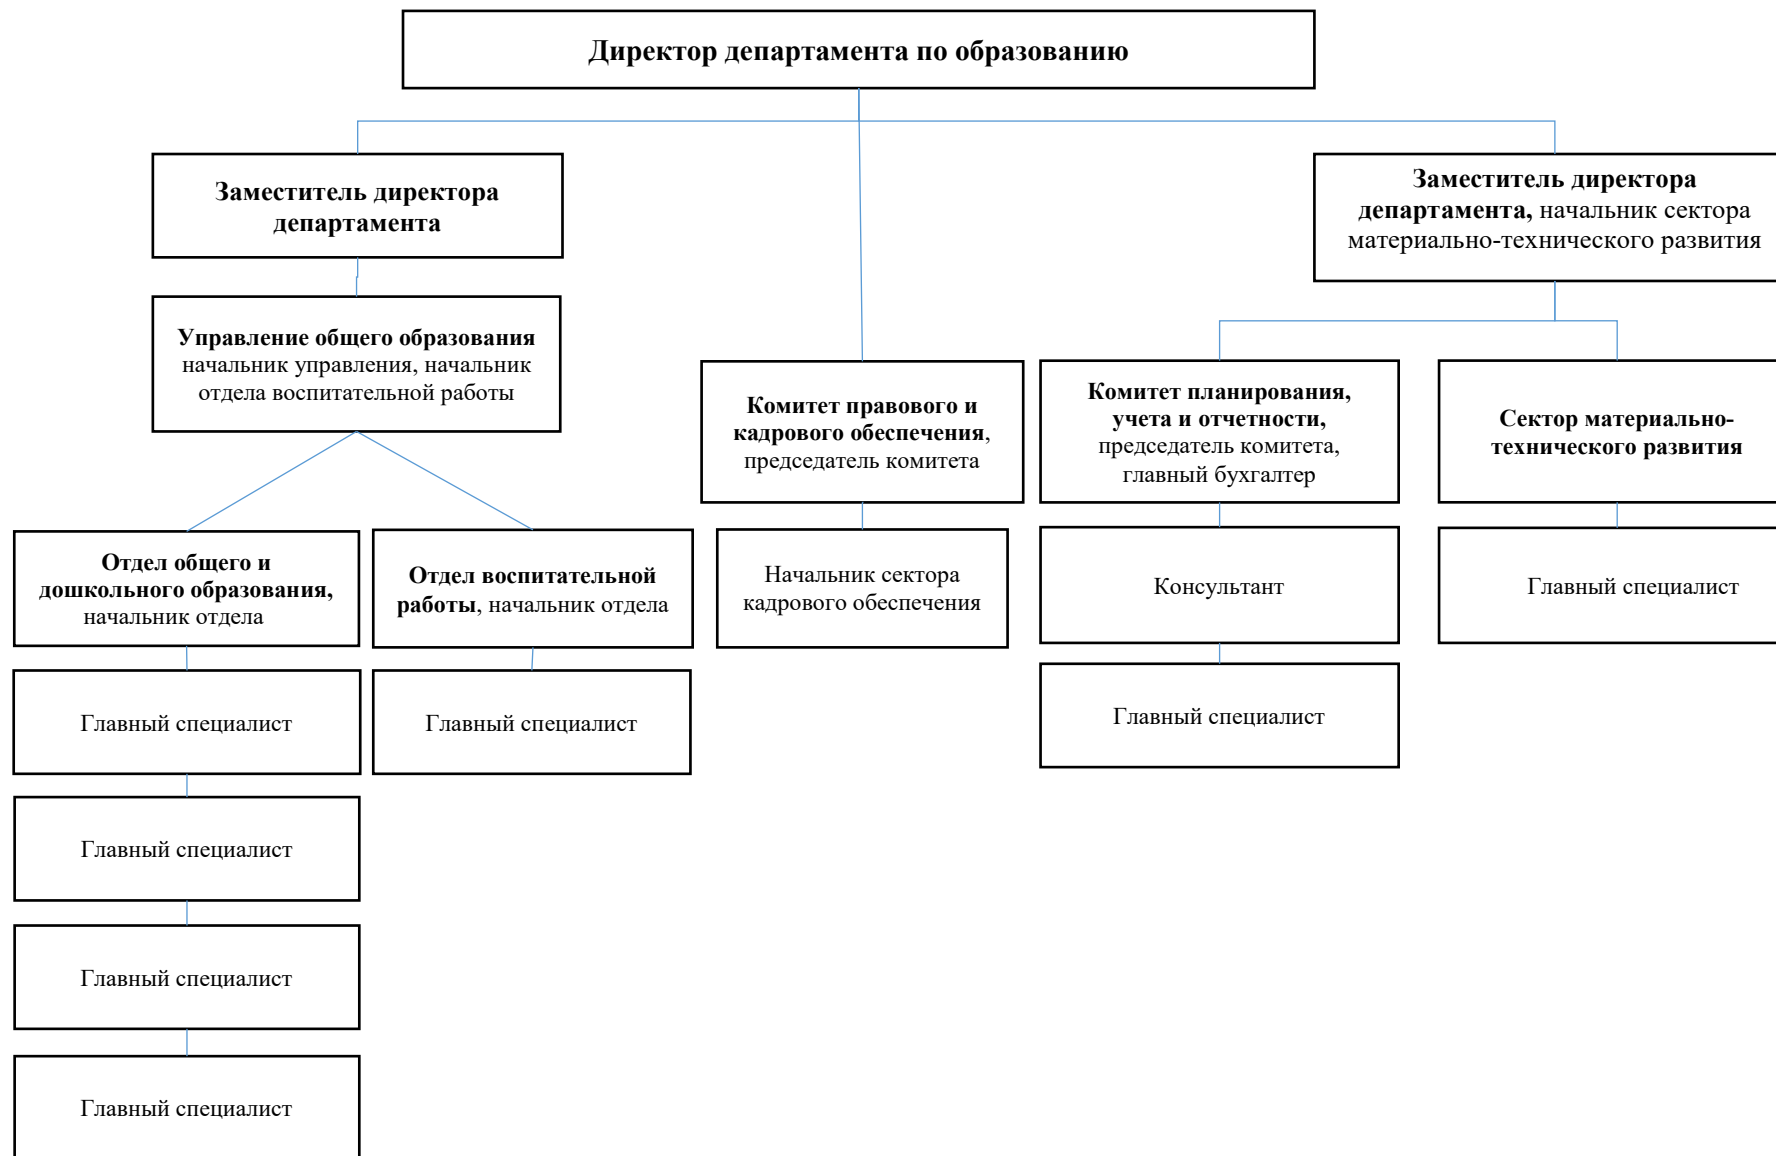 Директор департамента по образованию
Заместитель директора
департамента
Заместитель директора
департамента, начальник сектора
материально-технического развития
Управление общего образования
начальник управления, начальник
отдела воспитательной работы
Комитет правового и
кадрового обеспечения,
председатель комитета
Комитет планирования,
учета и отчетности,
председатель комитета,
главный бухгалтер
Сектор материально-
технического развития
Отдел общего и
дошкольного образования,
начальник отдела
Отдел воспитательной
работы, начальник отдела
Начальник сектора
кадрового обеспечения
Консультант
Главный специалист
Главный специалист
Главный специалист
Главный специалист
Главный специалист
Главный специалист
Главный специалист